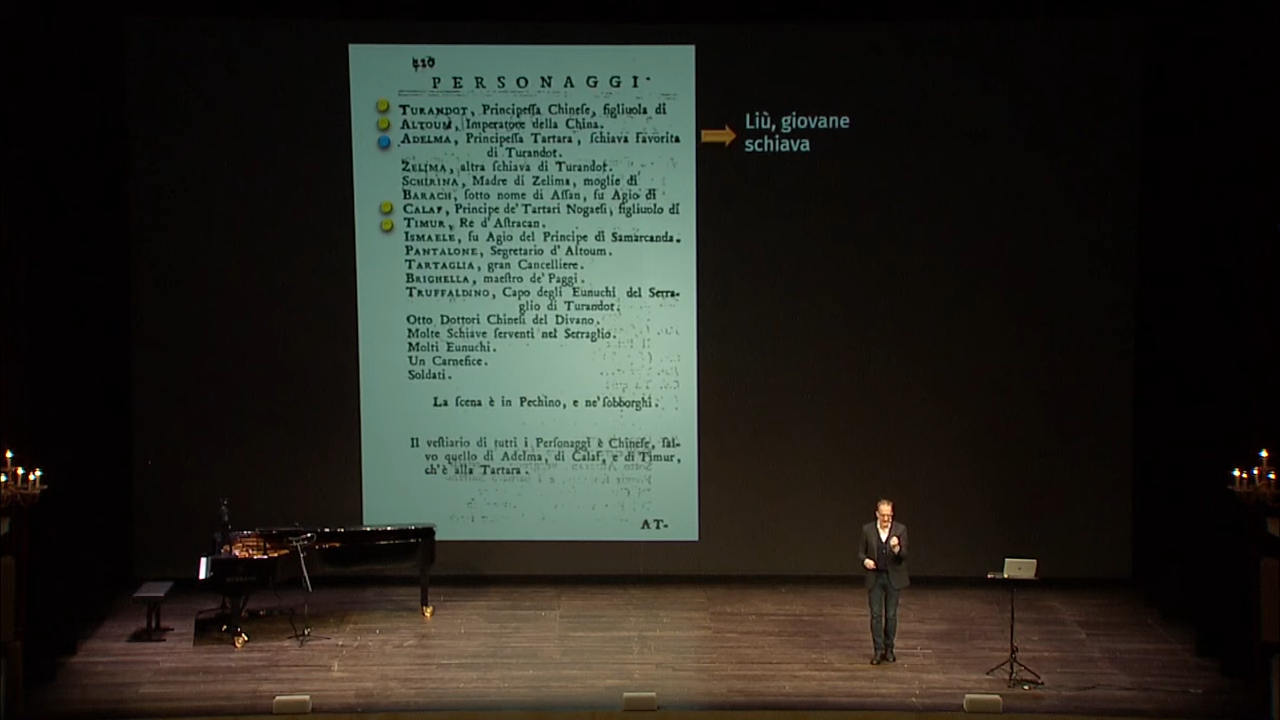 PERSONAGGI.
TURANDOT, Principeſſa Chineſe, figliuola di
ALTOUM, Imperatore della China.
ADELMA, Principeſſa Tartara, ſchiava favorita
di Turandot.
ZELIMA, altra ſchiava di Turandot.
SCHIRINA, Madre di Zelima, moglie di
BARACH, ſotto nome di Aſſan, fu Agio di
CALAF, Principe de' Tartari Nogaeſi, figliuolo di
TIMUR, Re d'Aſtracan.
ISMAELE, fu Agio del Principe di Samarcanda.
PANTALONE, Segretario d'Altoum.
TARTAGLIA, gran Cancelliere.
BRIGHELLA, maeſtro de' Paggi.
TRUFFALDINO, Capo degli Eunuchi del Serra-
glio di Turandot.
Otto Dottori Chineſi del Divano.
Molte Schiave ſerventi nel Serraglio.
Molti Eunuchi.
Un Carnefice.
Soldati.
La ſcena è in Pechino, e ne' ſobborghi.
Il veſtiario di tutti i Perſonaggi è Chineſe, ſal-
vo quello di Adelma, di Calaf, e di Timur,
ch'è alla Tartara.
AT-
Liù, giovane
schiava